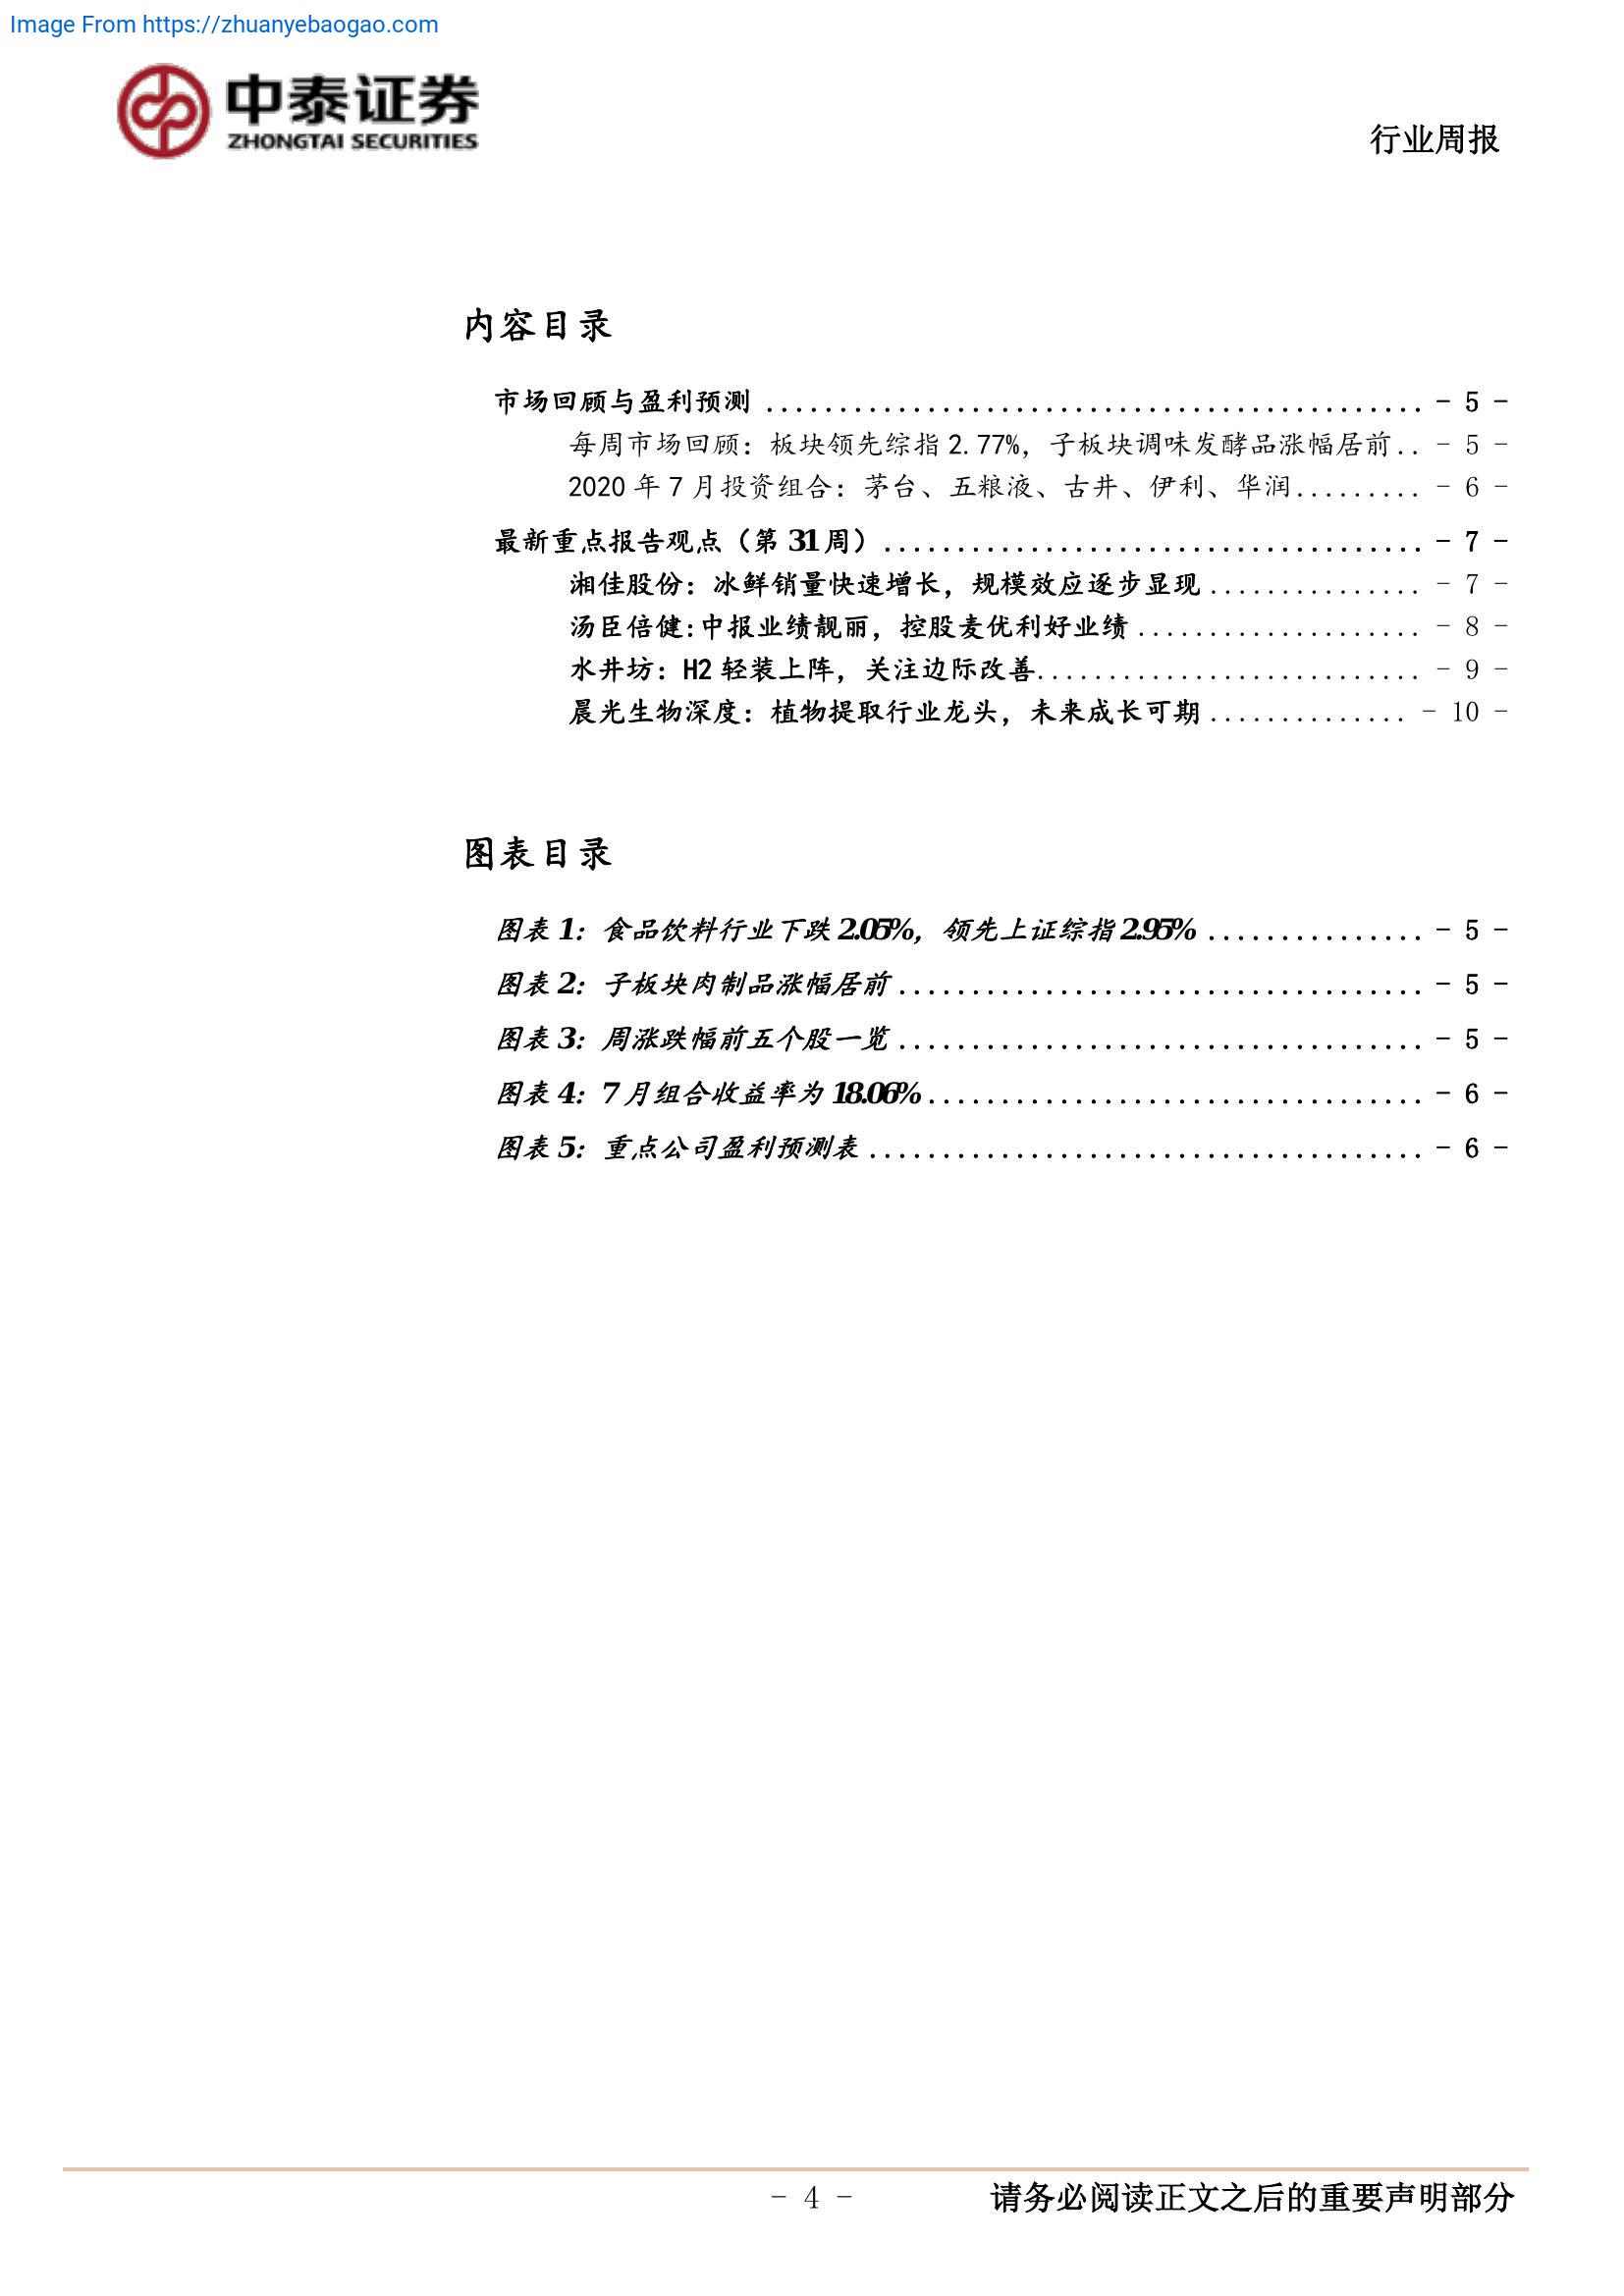 Image From https://zhuanyebaogao.com
中泰证券
ZHONGTAI SECURITIES
行业周报
内容目录
市场回顾与盈利预测 ............................................. - 5 -
每周市场回顾：板块领先综指 2.77%，子板块调味发酵品涨幅居前.. - 5 -
2020 年 7 月投资组合：茅台、五粮液、古井、伊利、华润......... - 6 -
最新重点报告观点（第 31 周）..................................... - 7 -
湘佳股份：冰鲜销量快速增长，规模效应逐步显现 ............... - 7 -
汤臣倍健:中报业绩靓丽，控股麦优利好业绩 .................... - 8 -
水井坊：H2 轻装上阵，关注边际改善........................... - 9 -
晨光生物深度：植物提取行业龙头，未来成长可期 .............. - 10 -
图表目录
图表 1：食品饮料行业下跌 2.05%，领先上证综指 2.95% ............... - 5 -
图表 2：子板块肉制品涨幅居前 .................................... - 5 -
图表 3：周涨跌幅前五个股一览 .................................... - 5 -
图表 4：7 月组合收益率为 18.06%.................................. - 6 -
图表 5：重点公司盈利预测表 ...................................... - 6 -
- 4 -
请务必阅读正文之后的重要声明部分